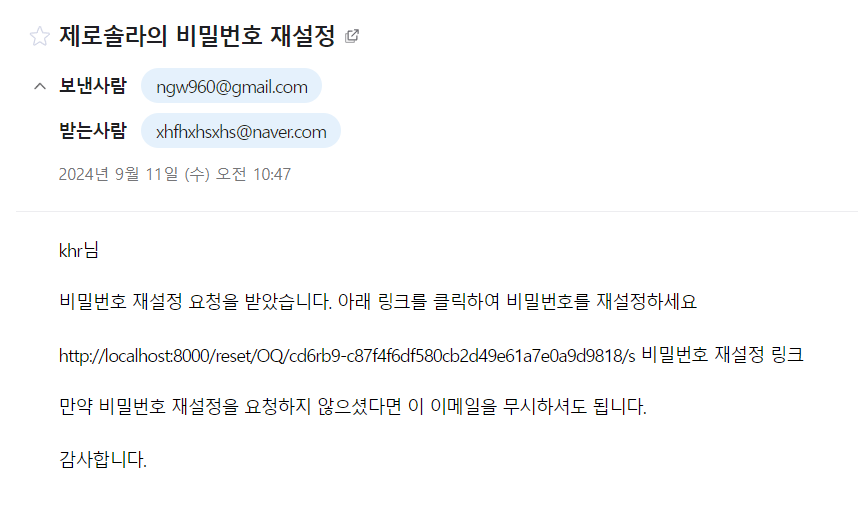 제로솔라의 비밀번호 재설정
보낸사람 ngw960@gmail.com
받는사람 xhfhxhsxhs@naver.com
2024년 9월 11일 (수) 오전 10:47
khr님
비밀번호 재설정 요청을 받았습니다. 아래 링크를 클릭하여 비밀번호를 재설정하세요
http://localhost:8000/reset/OQ/cd6rb9-c87f4f6df580cb2d49e61a7e0a9d9818/s 비밀번호 재설정 링크
만약 비밀번호 재설정을 요청하지 않으셨다면 이 이메일을 무시하셔도 됩니다.
감사합니다.